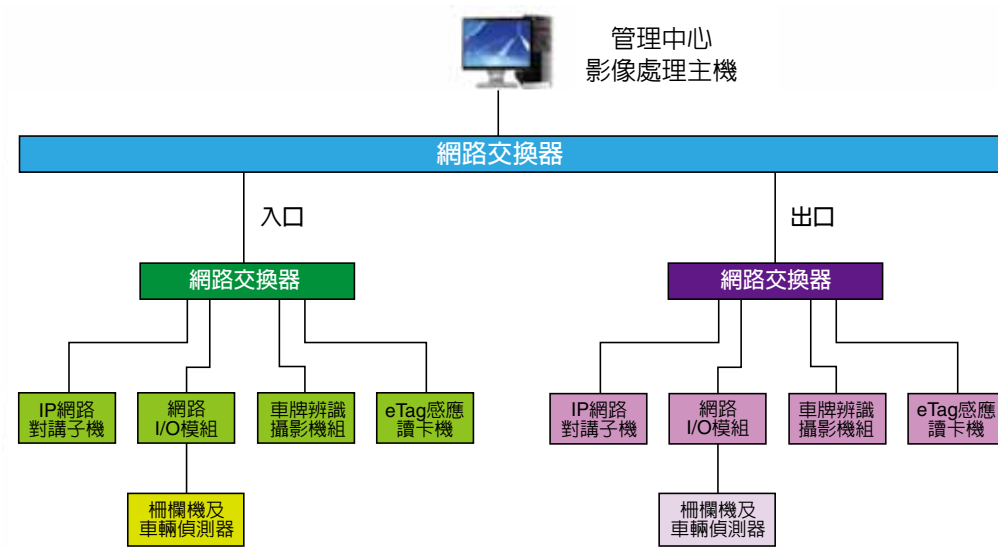 管理中心
影像處理主機
網路交換器
入口
出口
網路交換器
網路交換器
IP網路
對講子機
網路
I/O模組
車牌辨識
攝影機組
eTag感應
讀卡機
IP網路
對講子機
網路
I/O模組
車牌辨識
攝影機組
eTag感應
讀卡機
柵欄機及
車輛偵測器
柵欄機及
車輛偵測器